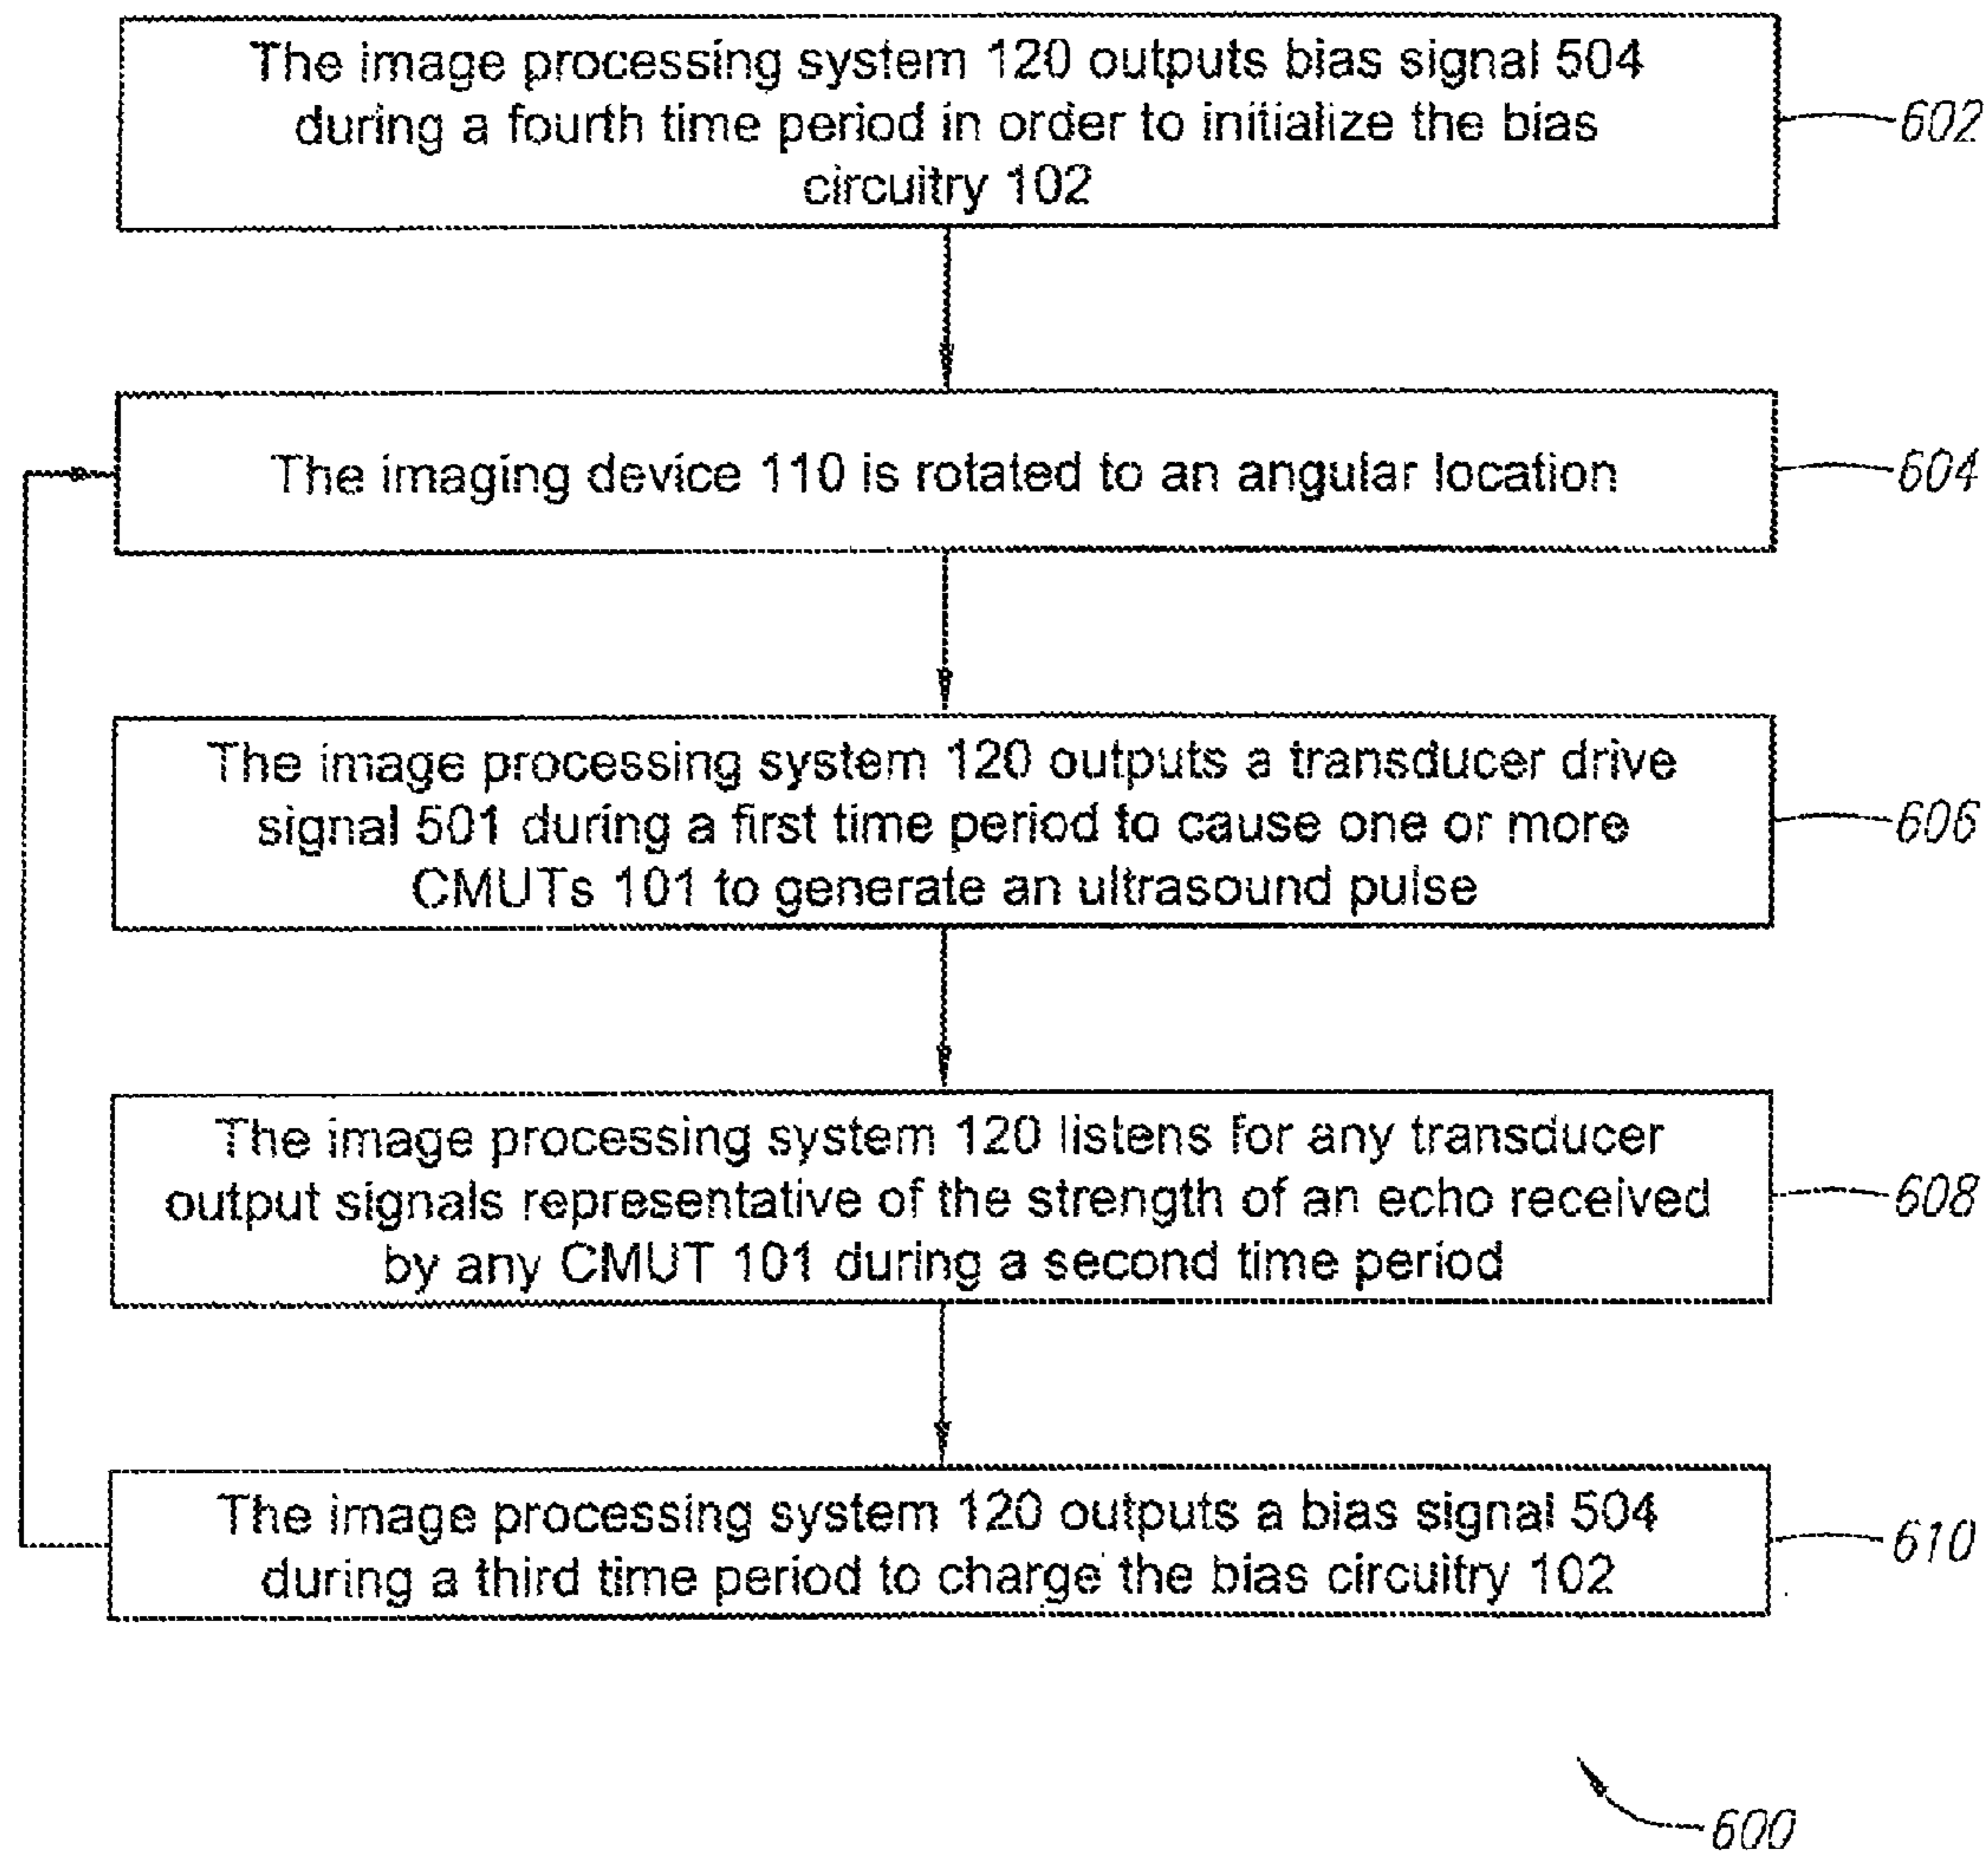 The image processing system 120 outputs bias signal 504
during a fourth time period in order to initialize the bias
circuitry 102
602
The imaging device 110 is rotated to an angular location
604
The image processing system 120 outputs a transducer drive
signal 501 during a first time period to cause one or more
CMUTs 101 to generate an ultrasound pulse
606
The image processing system 120 listens for any transducer
output signals representative of the strength of an echo received
by any CMUT 101 during a second time period
608
The image processing system 120 outputs a bias signal 504
during a third time period to charge the bias circuitry 102
610
600